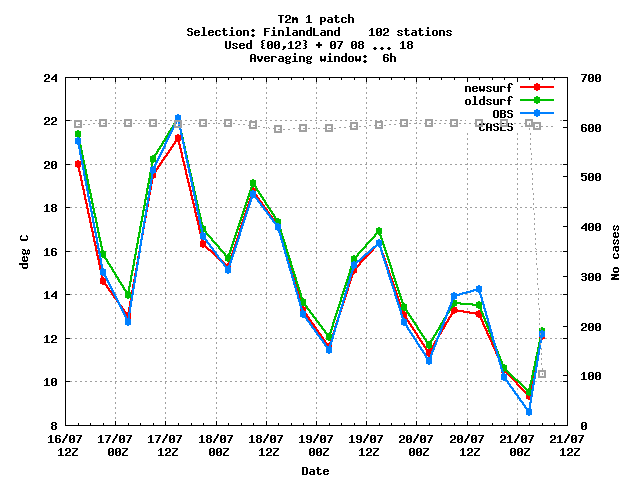 T2m 1 patch
Selection: FinlandLand 102 stations
Used {00,12} + 07 08 ... 18
Averaging window: 6h
24 700
newsurf
oldsurf
OBS
CASES
22 600
20 500
18 400
16
14 300
12 200
10 100
8 0
deg C
No cases
16/07 17/07 17/07 18/07 18/07 19/07 19/07 20/07 20/07 21/07 21/07
12Z 00Z 12Z 00Z 12Z 00Z 12Z 00Z 12Z 00Z 12Z
Date